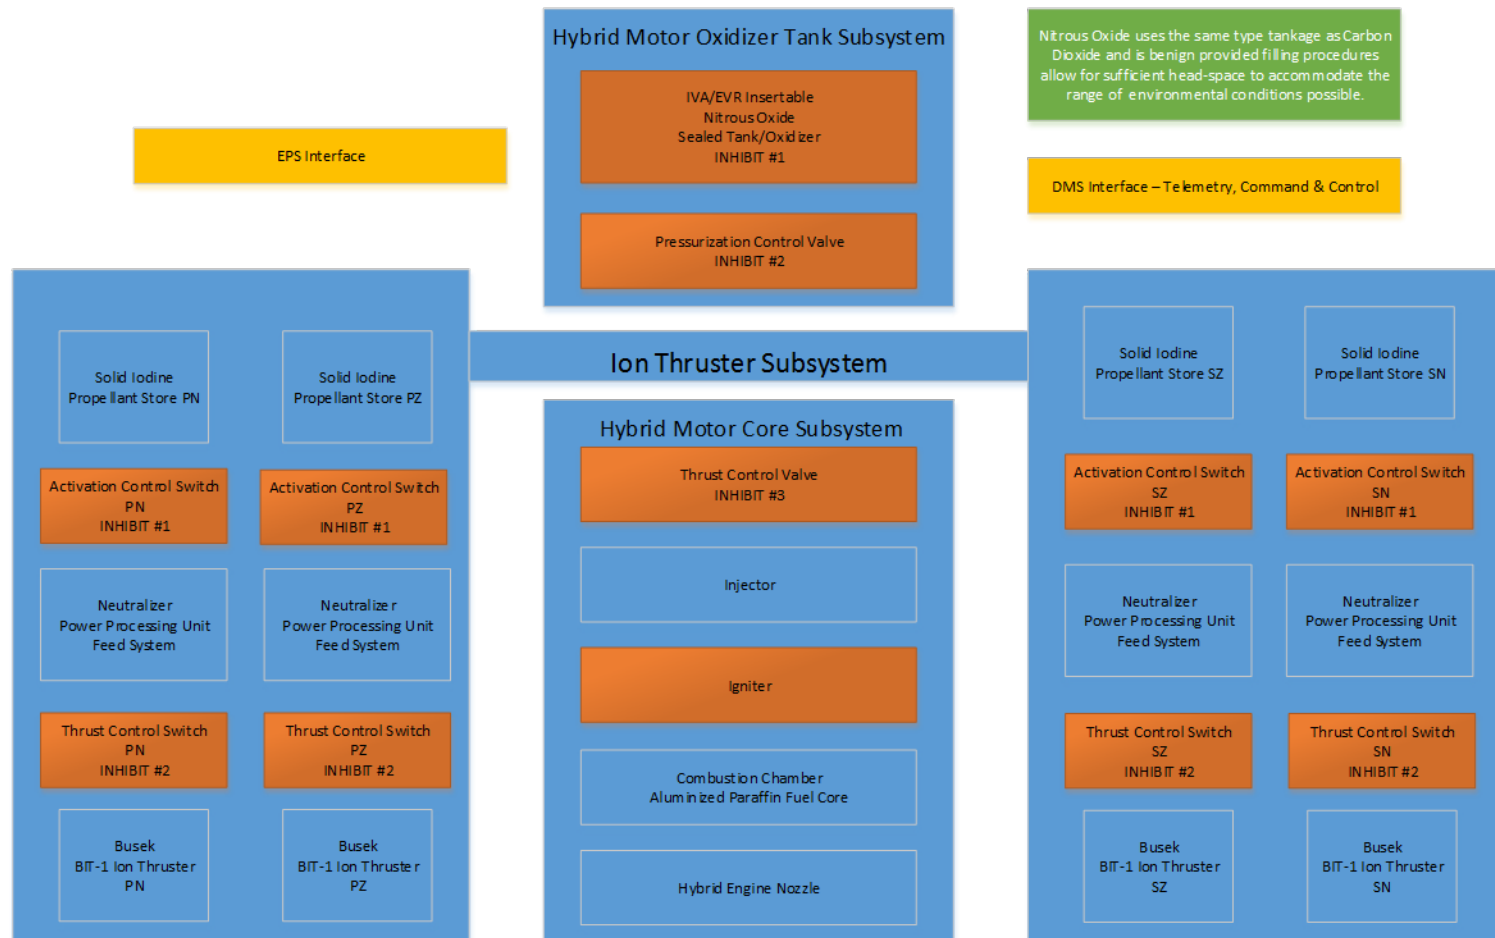 Hybrid Motor Oxidizer Tank Subsystem
IVA/EVR Insertable
Nitrous Oxide
Sealed Tank/Oxidizer
INHIBIT #1
Pressurization Control Valve
INHIBIT #2
Nitrous Oxide uses the same type tankage as Carbon
Dioxide and is benign provided filling procedures
allow for sufficient head-space to accommodate the
range of environmental conditions possible.
EPS Interface
DMS Interface – Telemetry, Command & Control
Ion Thruster Subsystem
Solid Iodine
Propellant Store PN
Solid Iodine
Propellant Store PZ
Activation Control Switch
PN
INHIBIT #1
Activation Control Switch
PZ
INHIBIT #1
Neutralizer
Power Processing Unit
Feed System
Neutralizer
Power Processing Unit
Feed System
Thrust Control Switch
PN
INHIBIT #2
Thrust Control Switch
PZ
INHIBIT #2
Busek
BIT-1 Ion Thruster
PN
Busek
BIT-1 Ion Thruster
PZ
Hybrid Motor Core Subsystem
Thrust Control Valve
INHIBIT #3
Injector
Igniter
Combustion Chamber
Aluminized Paraffin Fuel Core
Hybrid Engine Nozzle
Solid Iodine
Propellant Store SZ
Solid Iodine
Propellant Store SN
Activation Control Switch
SZ
INHIBIT #1
Activation Control Switch
SN
INHIBIT #1
Neutralizer
Power Processing Unit
Feed System
Neutralizer
Power Processing Unit
Feed System
Thrust Control Switch
SZ
INHIBIT #2
Thrust Control Switch
SN
INHIBIT #2
Busek
BIT-1 Ion Thruster
SZ
Busek
BIT-1 Ion Thruster
SN